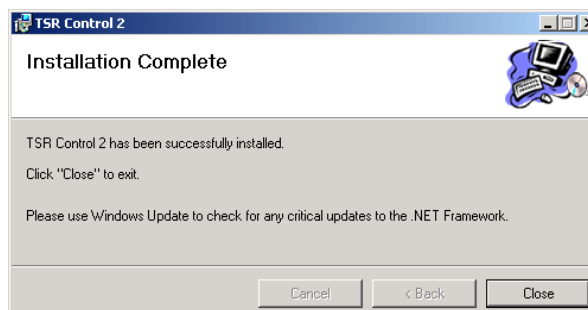 TSR Control 2
Installation Complete
TSR Control 2 has been successfully installed.
Click "Close" to exit.
Please use Windows Update to check for any critical updates to the .NET Framework.
Cancel
< Back
Close